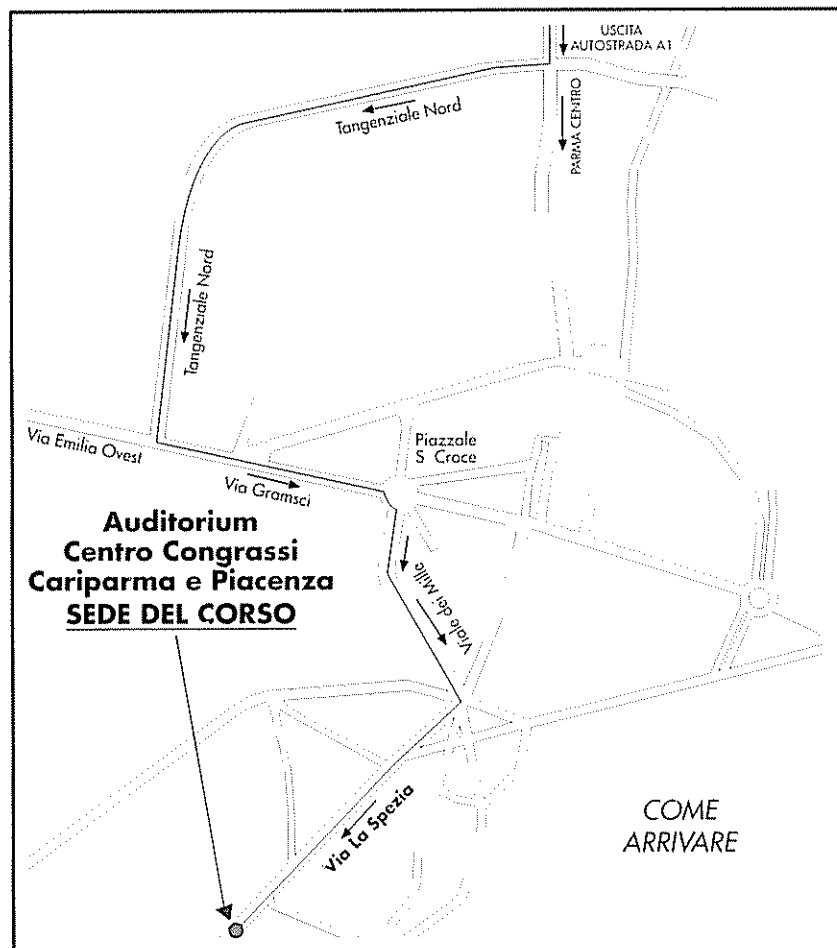 USCITA
AUTOSTRADA A1
PARMA CENTRO
Tangenziale Nord
Tangenziale Nord
Via Emilia Ovest
Via Gramsci
Piazzale
S Croce
Viale dei Mille
Auditorium
Centro Congrassi
Cariparma e Piacenza
SEDE DEL CORSO
Via La Spezia
COME
ARRIVARE